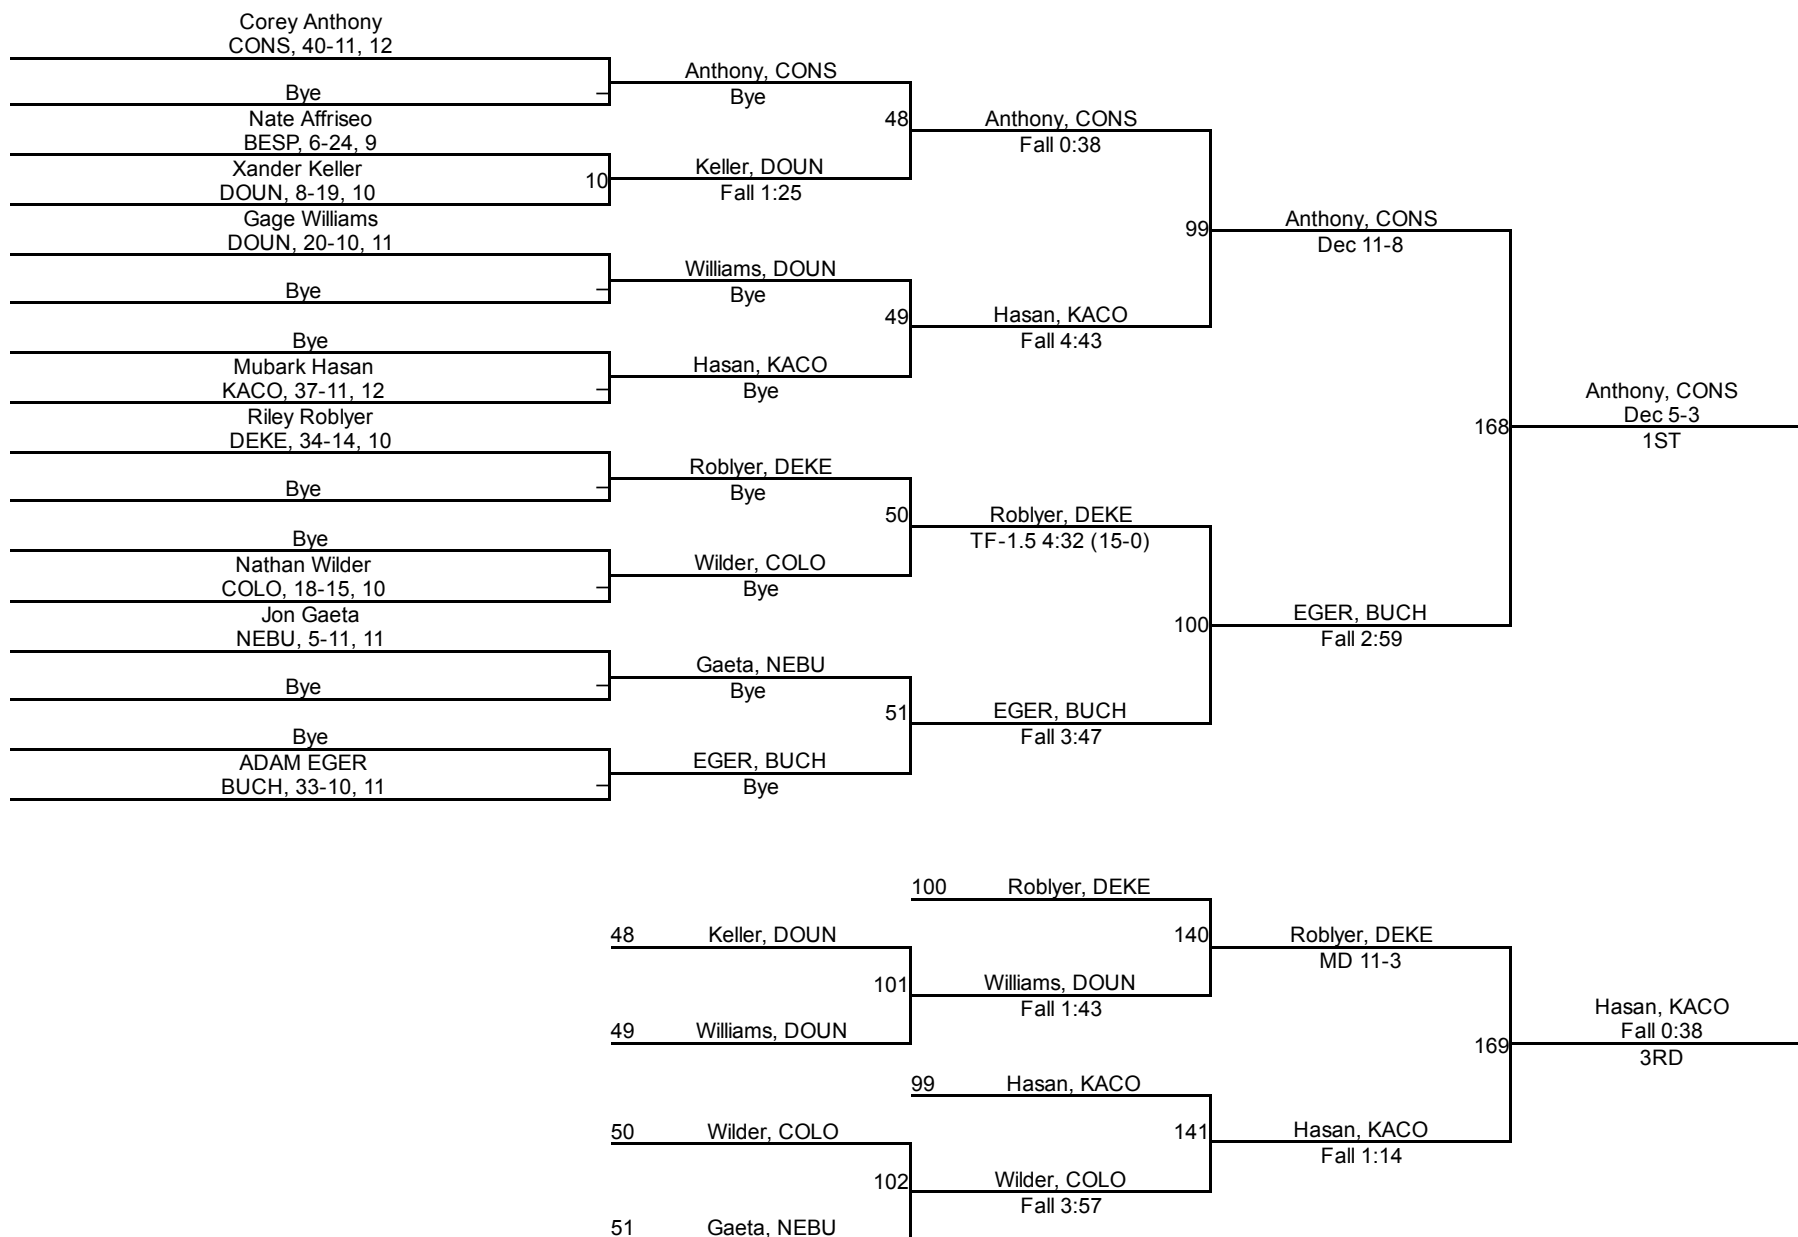 Corey Anthony
CONS, 40-11, 12
Bye
Nate Affriseo
BESP, 6-24, 9
Xander Keller
DOUN, 8-19, 10
10
Gage Williams
DOUN, 20-10, 11
Bye
Bye
Mubark Hasan
KACO, 37-11, 12
Riley Roblyer
DEKE, 34-14, 10
Bye
Bye
Nathan Wilder
COLO, 18-15, 10
Jon Gaeta
NEBU, 5-11, 11
Bye
Bye
ADAM EGER
BUCH, 33-10, 11
Anthony, CONS
Bye
48
Keller, DOUN
Fall 1:25
Williams, DOUN
Bye
49
Hasan, KACO
Bye
Roblyer, DEKE
Bye
50
Wilder, COLO
Bye
Gaeta, NEBU
Bye
51
EGER, BUCH
Bye
Anthony, CONS
Fall 0:38
99
Hasan, KACO
Fall 4:43
Roblyer, DEKE
TF-1.5 4:32 (15-0)
100
EGER, BUCH
Fall 3:47
Anthony, CONS
Dec 11-8
168
EGER, BUCH
Fall 2:59
Anthony, CONS
Dec 5-3
1ST
48 Keller, DOUN
101
49 Williams, DOUN
50 Wilder, COLO
102
51 Gaeta, NEBU
100 Roblyer, DEKE
140
Williams, DOUN
Fall 1:43
99 Hasan, KACO
141
Wilder, COLO
Fall 3:57
Roblyer, DEKE
MD 11-3
169
Hasan, KACO
Fall 1:14
Hasan, KACO
Fall 0:38
3RD